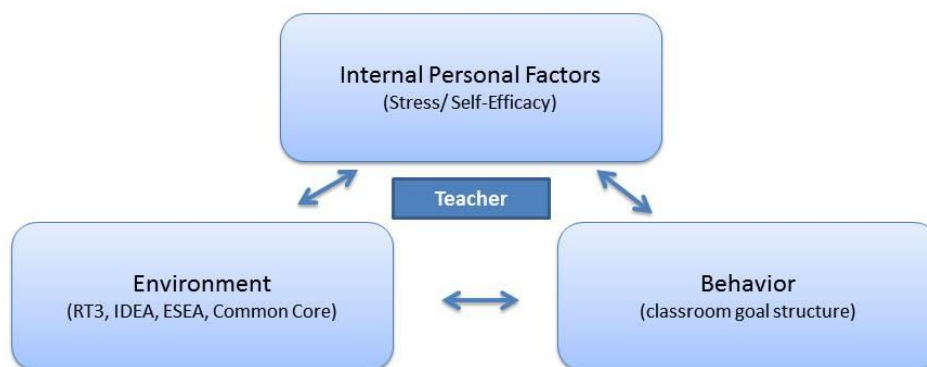 Internal Personal Factors
(Stress/ Self-Efficacy)
Teacher
Environment
(RT3, IDEA, ESEA, Common Core)
Behavior
(classroom goal structure)